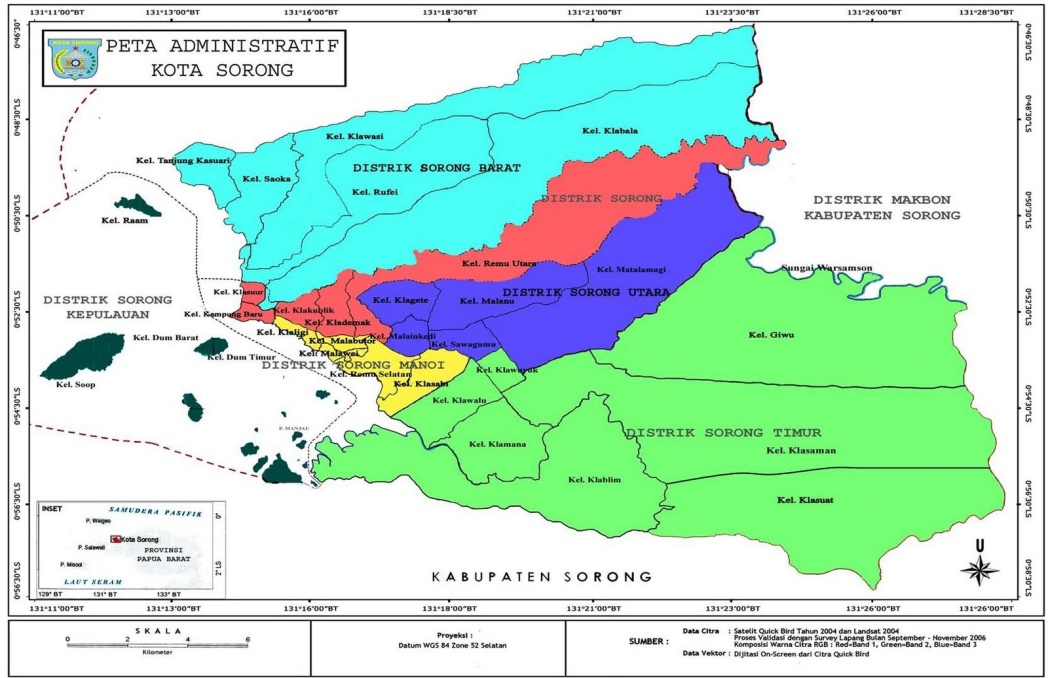 131°11'00"BT 131°13'00"BT 131°16'00"BT 131°18'8:00"BT 131°21'00"BT 131°23'30"BT 131°26'00"BT 131°28'30"BT
KOTA SORONG
PETA ADMINISTRATIF
KOTA SORONG
0°46'30"
0°48'30"LS
0°50'30"LS
0°52'30"LS
0°54'30"LS
0°56'30"LS
Kel. Klabala
Kel. Klawasi
Kel. Tanjung Kasuari
DISTRIK SORONG BARAT
Kel. Saoka
Kel. Rufei
DISTRIK SORONG
DISTRIK MAKBON
KABUPATEN SORONG
Kel. Raam
Kel. Remu Utara
Kel. Matalamagi
Sungai Warsamson
Kel. Klasuur
DISTRIK SORONG UTARA
DISTRIK SORONG
KEPULAUAN
Kel. Klagete
Kel. Malanu
Kel. Kampung Baru
Kel. Klakublik
Kel. Klademak
Kel. Klaligi
Kel. Malainkedi
Kel. Giwu
Kel. Dum Barat
Kel. Malabutor
Kel. Sawagumu
Kel. Malawei
Kel. Dum Timur
DISTRIK SORONG MANOI
Kel. Klawuyuk
Kel. Remu Selatan
Kel. Soop
Kel. Klasabi
Kel. Klawalu
P. MANJAU
DISTRIK SORONG TIMUR
Kel. Klamana
Kel. Klasaman
Kel. Klablim
Kel. Klasuat
INSET
SAMUDERA PASIFIK
P. Waigeo
Kota Sorong
P. Salawati
PROVINSI
PAPUA BARAT
P. Misool
LAUT SERAM
0°
2°LS
129° BT 131° BT 133° BT
KABUPATEN SORONG
U
131°11'00"BT 131°13'00"BT 131°16'00"BT 131°18'00"BT 131°21'00"BT 131°23'30"BT 131°26'00"BT 131°26'00"BT
SKALA
0 2 4 6
Kilometer
Proyeksi :
Datum WGS 84 Zone 52 Selatan
SUMBER :
Data Citra : Satelit Quick Bird Tahun 2004 dan Landsat 2004
Proses Validasi dengan Survey Lapang Bulan September - November 2006
Komposisi Warna Citra RGB : Red=Band 1, Green=Band 2, Blue=Band 3
Data Vektor : Dijitasi On-Screen dari Citra Quick Bird